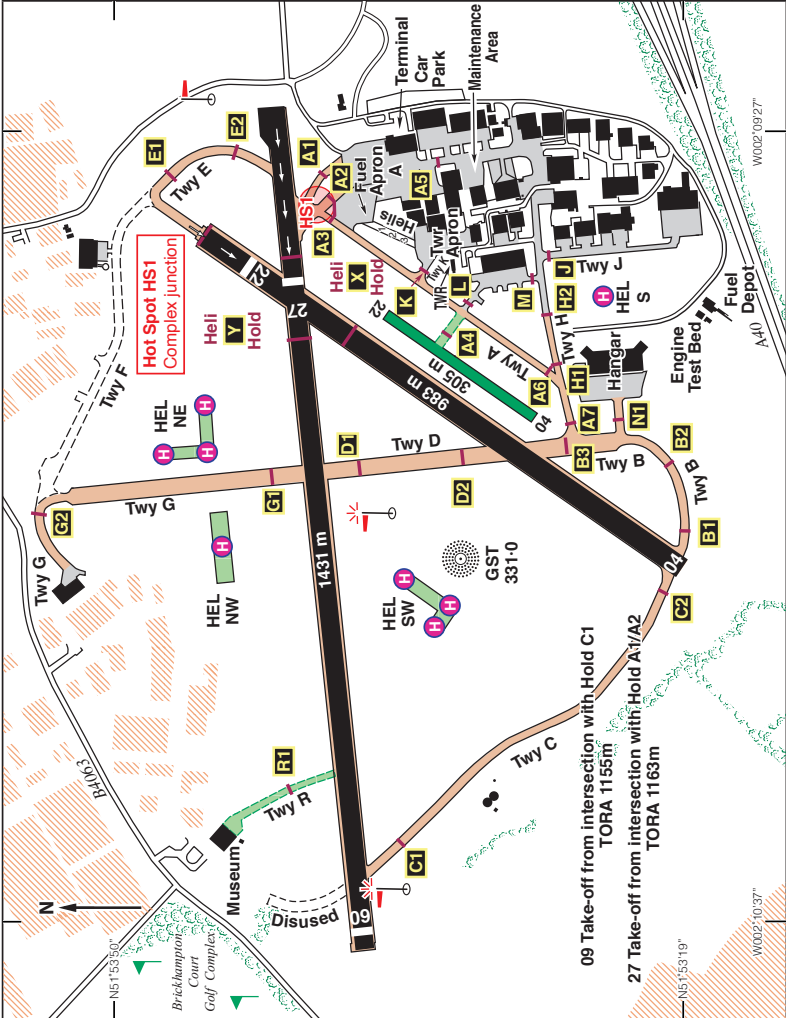 N51°53'50"
N51°53'19"
W002°10'37"
W002°09'27"
N
B4063
Brickhampton
Court
Golf Complex
Museum
Disused
Twy R
R1
09
C1
Twy C
C2
1431 m
HEL
NW
H
Twy G
G2
Twy G
G1
HEL
NE
H
H
H
Twy F
Hot Spot HS1
Complex junction
Heli
Y
Hold
22
27
Twy E
E1
E2
HS1
A1
A2
A3
Fuel
Apron
A
Terminal
Car
Park
Maintenance
Area
A5
Helis
1
2
3
Twr
Apron
TWR
Twy K
Heli
X
Hold
K
L
M
J
Twy J
22
A4
305 m
04
Twy A
A6
983 m
04
D1
Twy D
D2
GST
331·0
HEL
SW
H
H
H
H1
H2
Twy H
A7
B3
Twy B
N1
B2
Twy B
B1
Hangar
HEL
S
H
Engine
Test Bed
Fuel
Depot
A40
09 Take-off from intersection with Hold C1
TORA 1155m
27 Take-off from intersection with Hold A1/A2
TORA 1163m